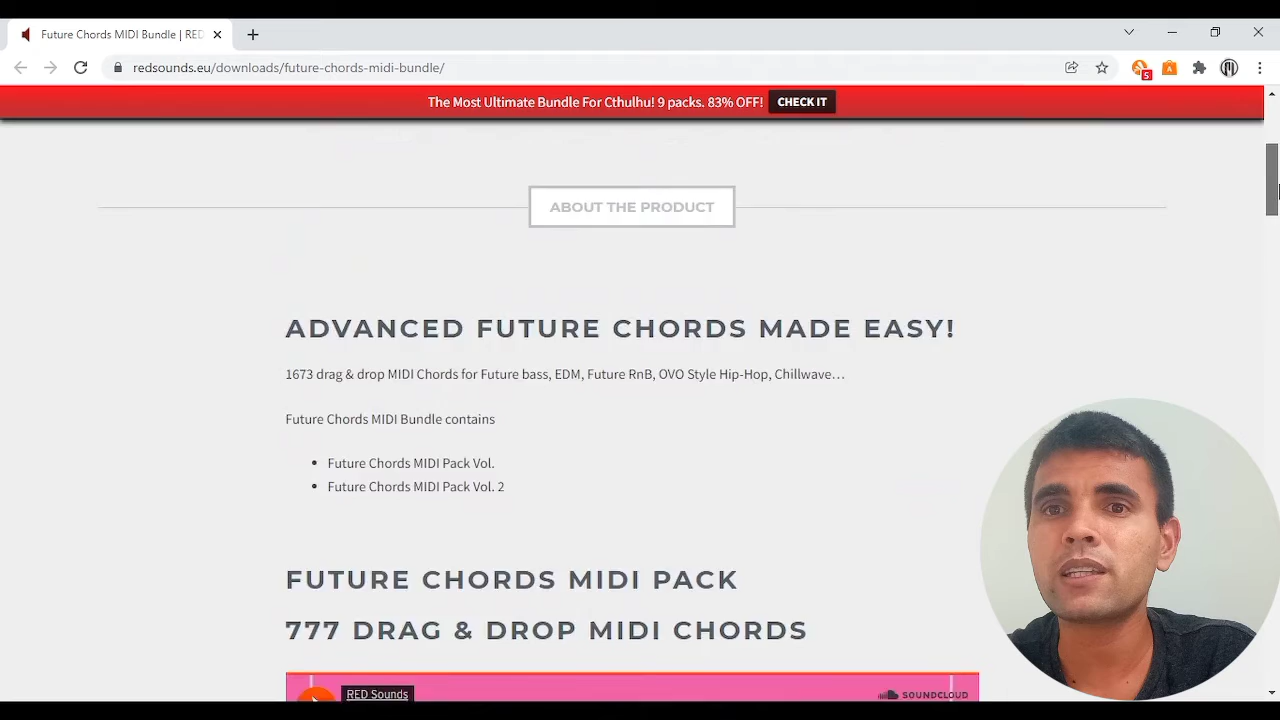 Future Chords MIDI Bundle | RED
redsounds.eu/downloads/future-chords-midi-bundle/
5
A
The Most Ultimate Bundle For Cthulhu! 9 packs. 83% OFF! CHECK IT
ABOUT THE PRODUCT
ADVANCED FUTURE CHORDS MADE EASY!
1673 drag & drop MIDI Chords for Future bass, EDM, Future RnB, OVO Style Hip-Hop, Chillwave…
Future Chords MIDI Bundle contains
• Future Chords MIDI Pack Vol.
• Future Chords MIDI Pack Vol. 2
FUTURE CHORDS MIDI PACK
777 DRAG & DROP MIDI CHORDS
RED Sounds
SOUNDCLOUD